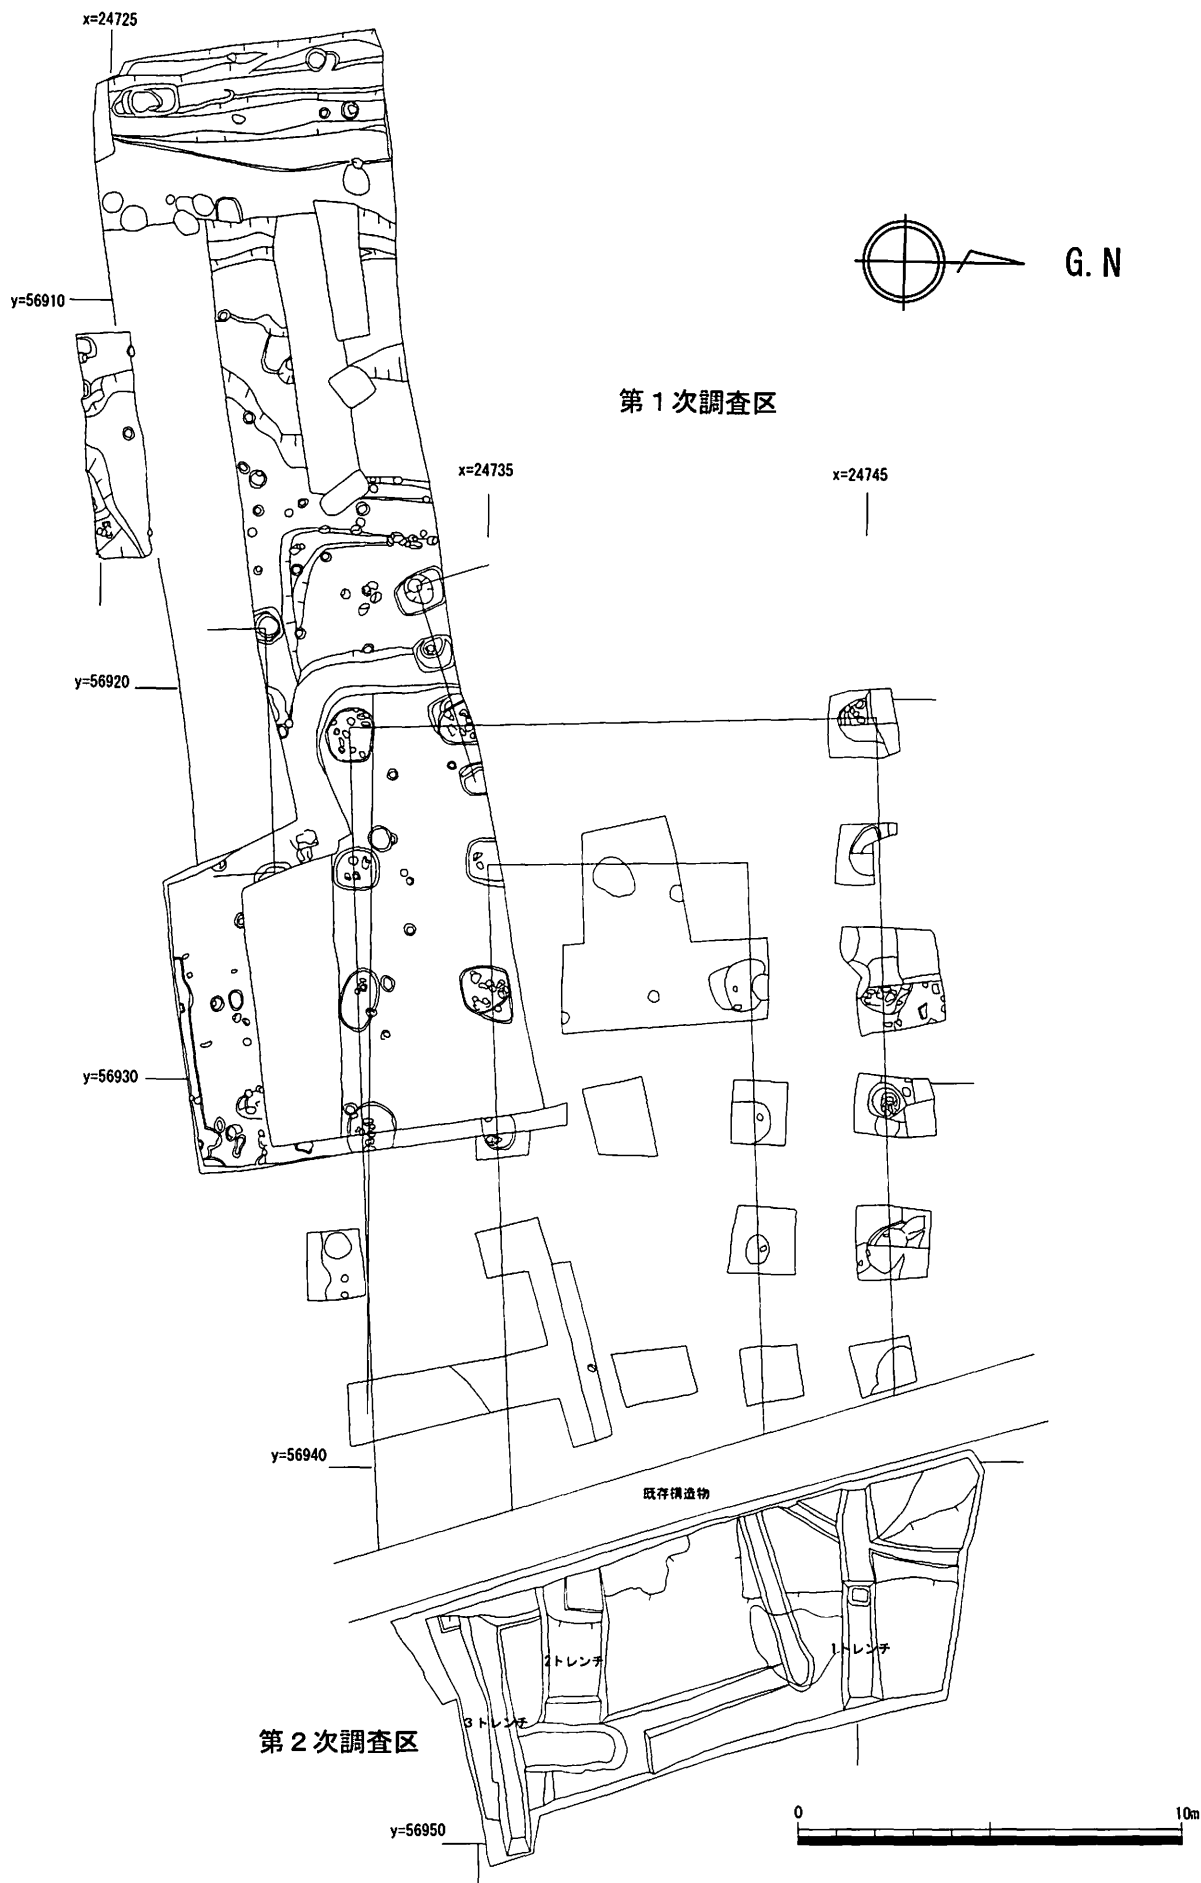 x=24725
G. N
y=56910
第1次調査区
x=24735
x=24745
y=56920
y=56930
y=56940
既存構造物
1トレンチ
2トレンチ
3トレンチ
第2次調査区
0
10m
y=56950